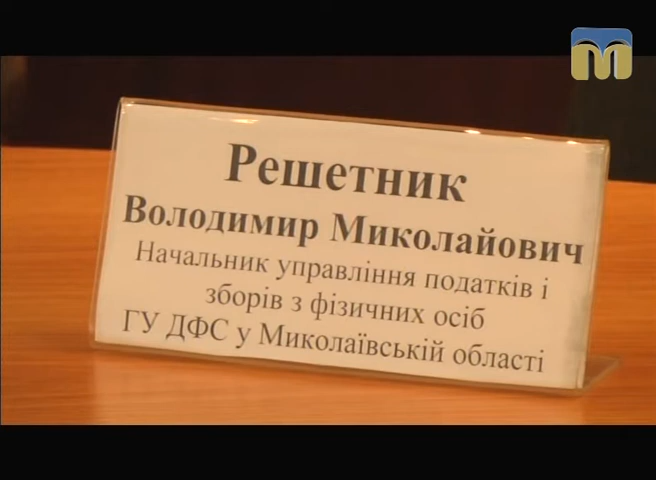 Решетник
Володимир Миколайович
Начальник управління податків і
зборів з фізичних осіб
ГУ ДФС у Миколаївській області
М